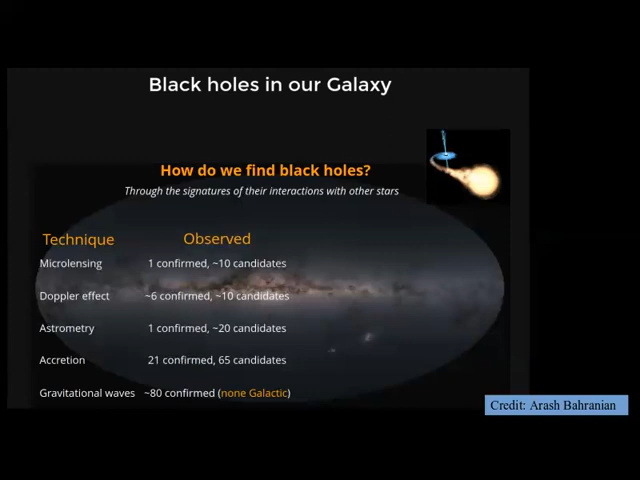 Black holes in our Galaxy
How do we find black holes?
Through the signatures of their interactions with other stars
Technique Observed
Microlensing 1 confirmed, ~10 candidates
Doppler effect ~6 confirmed, ~10 candidates
Astrometry 1 confirmed, ~20 candidates
Accretion 21 confirmed, 65 candidates
Gravitational waves ~80 confirmed (none Galactic)
Credit: Arash Bahranian